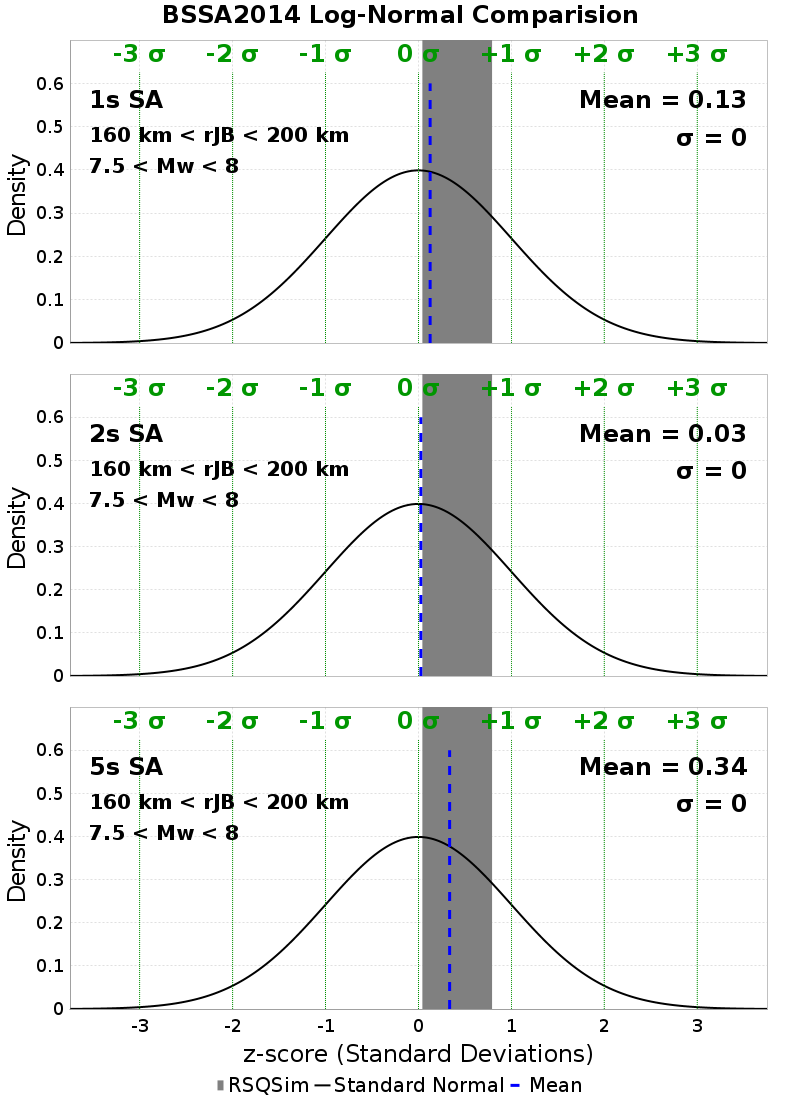 BSSA2014 Log-Normal Comparision
-3 σ -2 σ -1 σ 0 σ +1 σ +2 σ +3 σ
1s SA
Mean = 0.13
160 km < rJB < 200 km
σ = 0
7.5 < Mw < 8
0.6
0.5
0.4
0.3
0.2
0.1
0
Density
-3 σ -2 σ -1 σ 0 σ +1 σ +2 σ +3 σ
2s SA
Mean = 0.03
160 km < rJB < 200 km
σ = 0
7.5 < Mw < 8
0.6
0.5
0.4
0.3
0.2
0.1
0
Density
-3 σ -2 σ -1 σ 0 σ +1 σ +2 σ +3 σ
5s SA
Mean = 0.34
160 km < rJB < 200 km
σ = 0
7.5 < Mw < 8
0.6
0.5
0.4
0.3
0.2
0.1
0
Density
-3 -2 -1 0 1 2 3
z-score (Standard Deviations)
RSQSim Standard Normal Mean